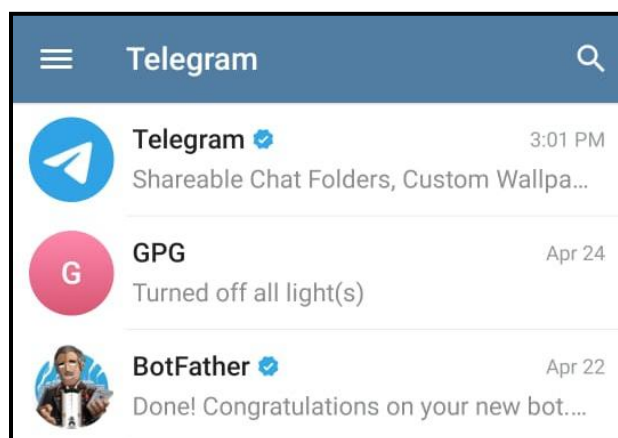 Telegram
Telegram 3:01 PM
Shareable Chat Folders, Custom Wallpa...
G
GPG Apr 24
Turned off all light(s)
BotFather Apr 22
Done! Congratulations on your new bot....